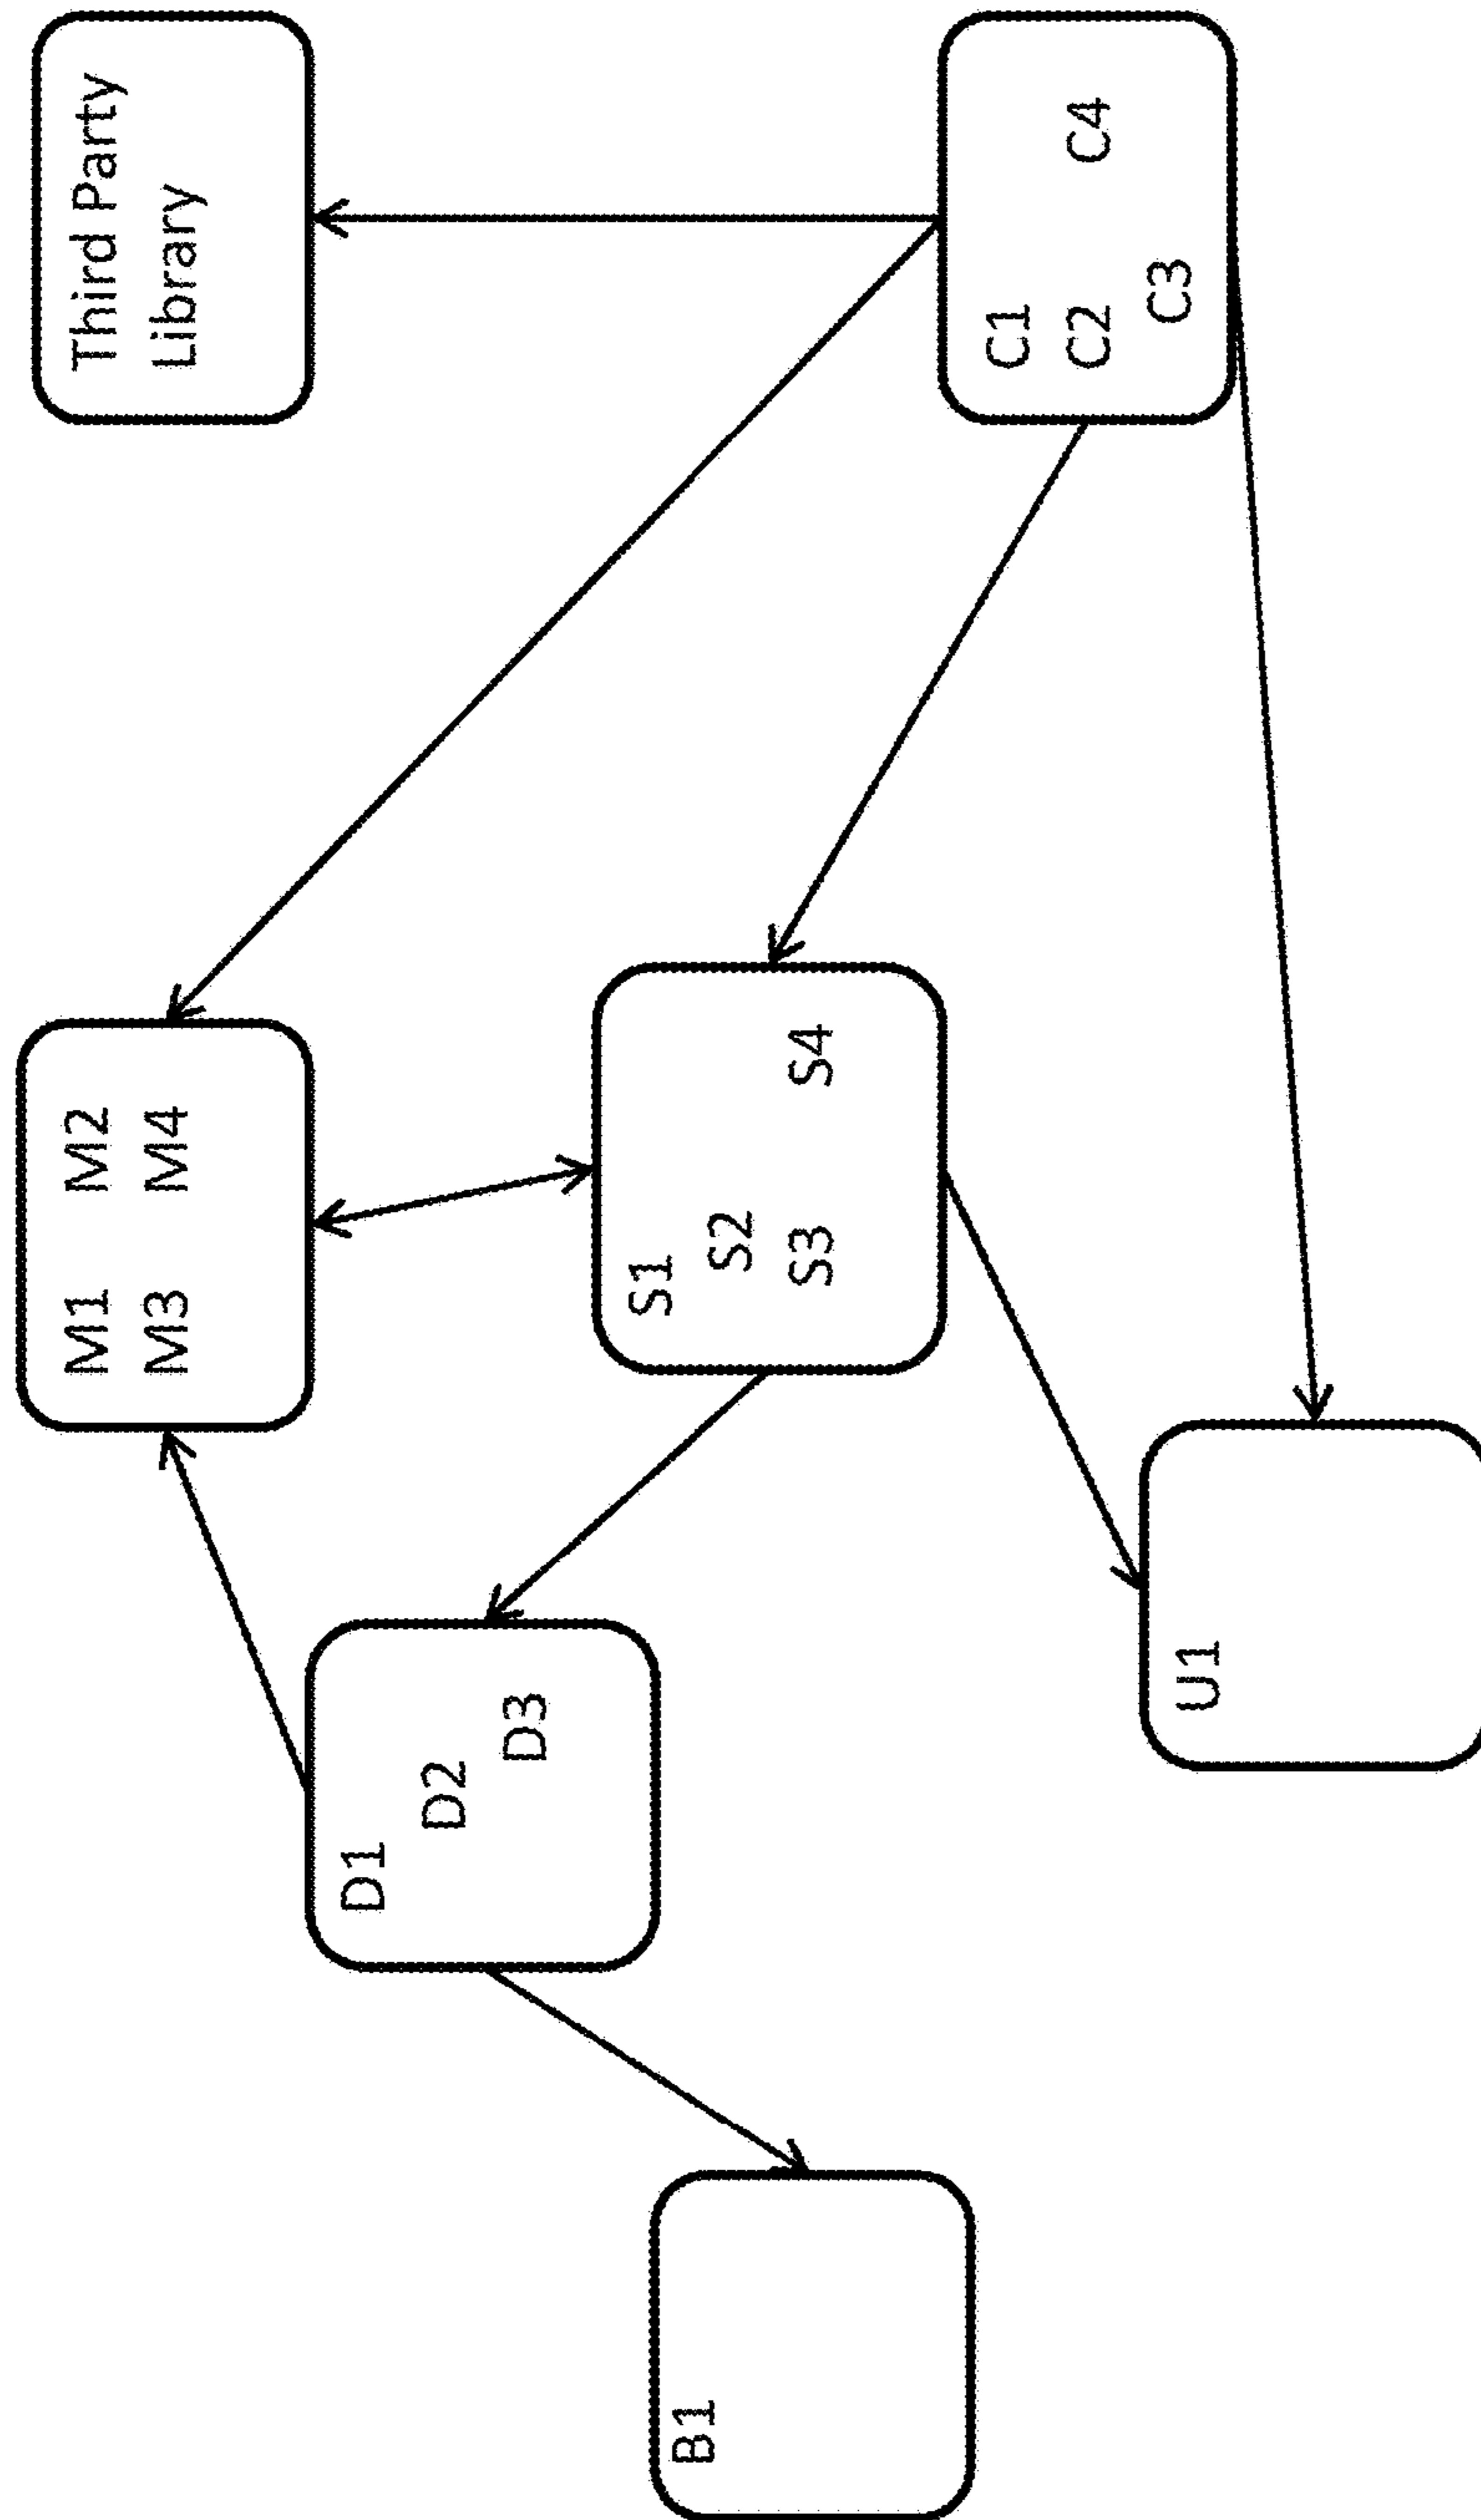 Third Party
Library
M1 M2
M3 M4
C1
C2 C4
C3
S1
S2
S3 S4
D1
D2
D3
U1
B1